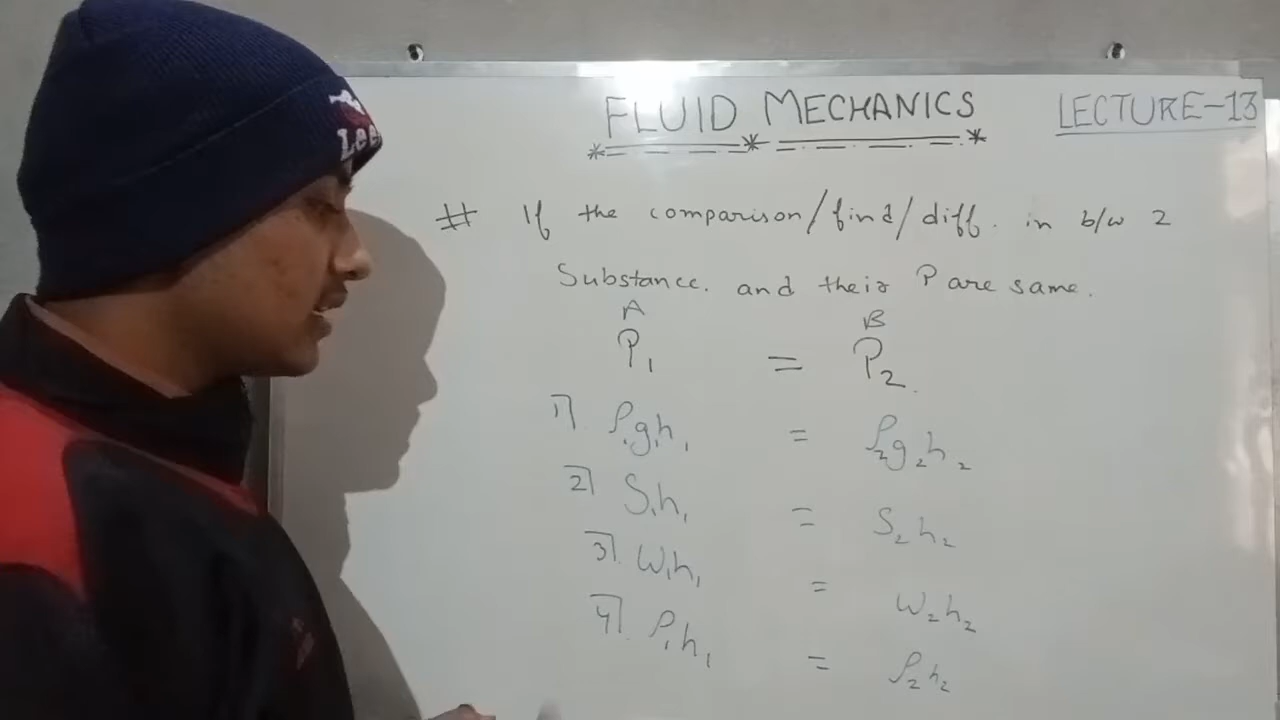 FLUID MECHANICS LECTURE-13
# If the comparison/find/diff. in b/w 2
Substance. and their P are same.
A B
P₁ = P₂.
1) ρ₁g₁h₁ = ρ₂g₂h₂
2) S₁h₁ = S₂h₂
3) W₁h₁ = W₂h₂
4) ρ₁h₁ = ρ₂h₂
Lee